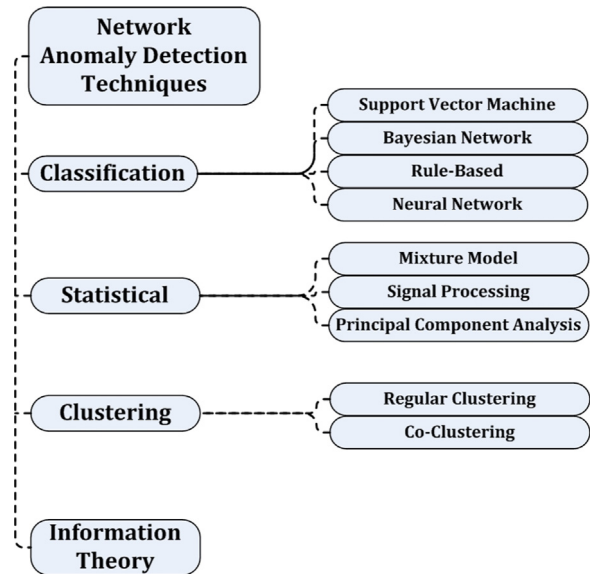 Network
Anomaly Detection
Techniques
Classification
Support Vector Machine
Bayesian Network
Rule-Based
Neural Network
Statistical
Mixture Model
Signal Processing
Principal Component Analysis
Clustering
Regular Clustering
Co-Clustering
Information
Theory